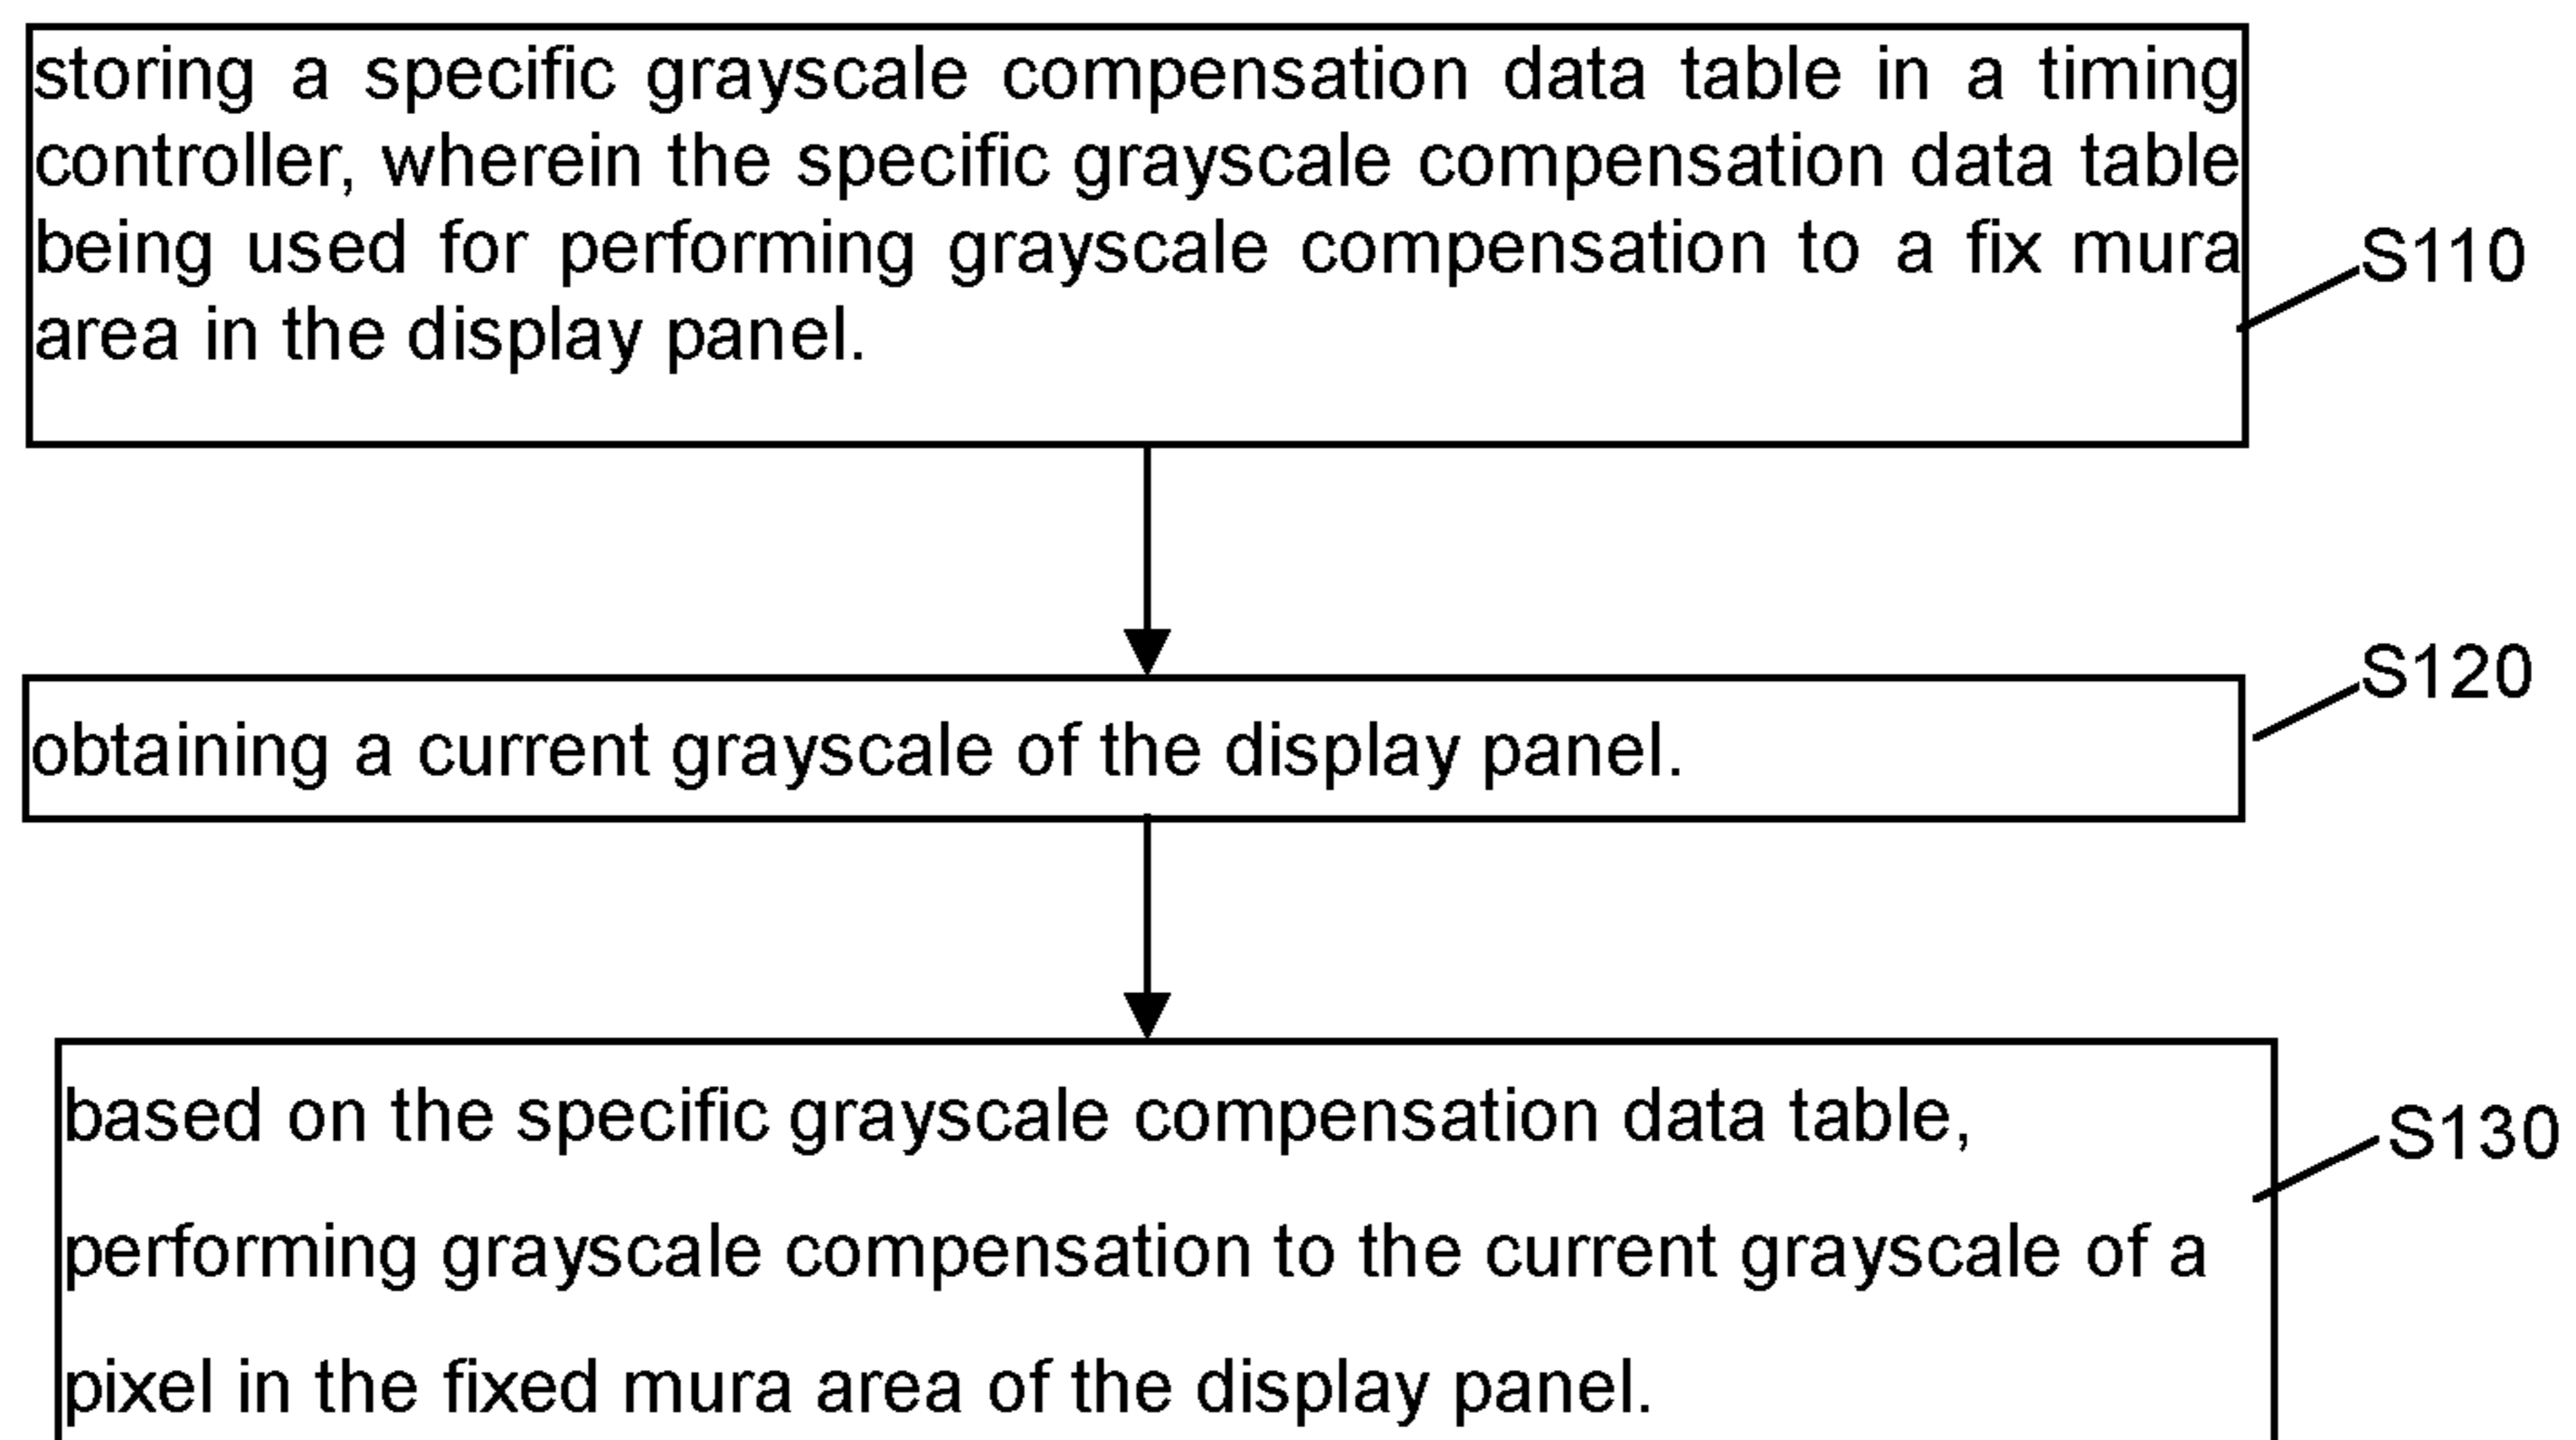 storing a specific grayscale compensation data table in a timing
controller, wherein the specific grayscale compensation data table
being used for performing grayscale compensation to a fix mura
area in the display panel.
S110
obtaining a current grayscale of the display panel.
S120
based on the specific grayscale compensation data table,
performing grayscale compensation to the current grayscale of a
pixel in the fixed mura area of the display panel.
S130